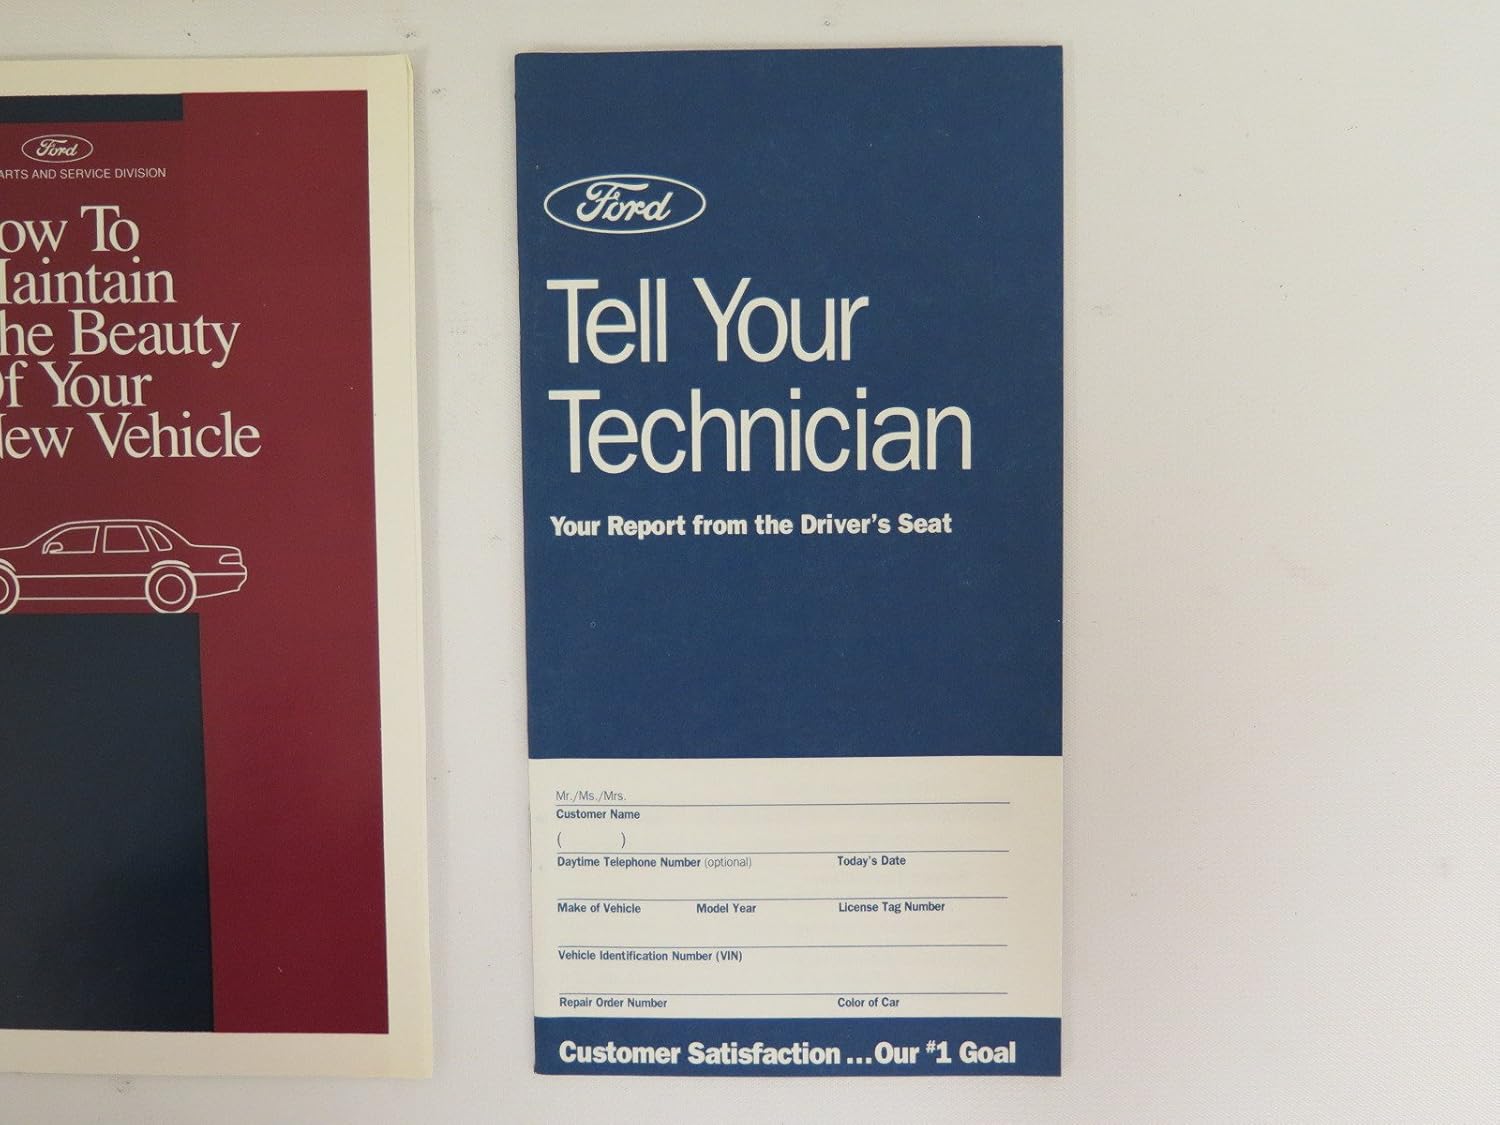 Ford
ARTS AND SERVICE DIVISION
ow To
aintain
he Beauty
f Your
ew Vehicle
Ford
Tell Your
Technician
Your Report from the Driver's Seat
Mr./Ms./Mrs.
Customer Name
( )
Daytime Telephone Number (optional) Today's Date
Make of Vehicle Model Year License Tag Number
Vehicle Identification Number (VIN)
Repair Order Number Color of Car
Customer Satisfaction...Our #1 Goal